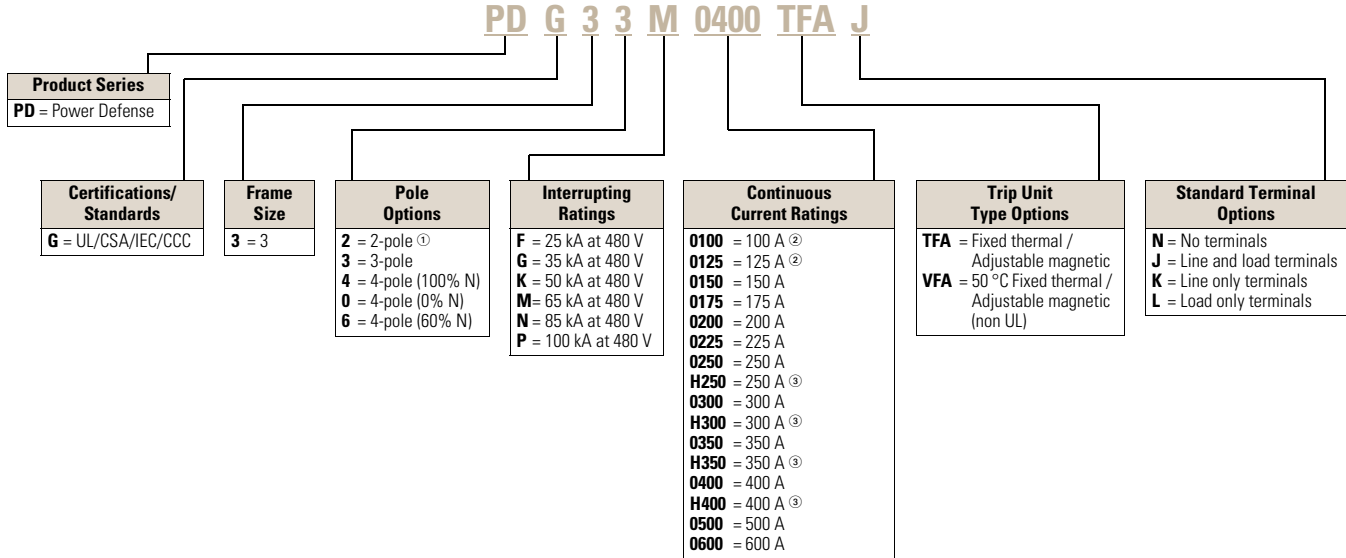 PD G 3 3 M 0400 TFA J
Product Series
PD = Power Defense
Certifications/
Standards
G = UL/CSA/IEC/CCC
Frame
Size
3 = 3
Pole
Options
2 = 2-pole ①
3 = 3-pole
4 = 4-pole (100% N)
0 = 4-pole (0% N)
6 = 4-pole (60% N)
Interrupting
Ratings
F = 25 kA at 480 V
G = 35 kA at 480 V
K = 50 kA at 480 V
M= 65 kA at 480 V
N = 85 kA at 480 V
P = 100 kA at 480 V
Continuous
Current Ratings
0100 = 100 A ②
0125 = 125 A ②
0150 = 150 A
0175 = 175 A
0200 = 200 A
0225 = 225 A
0250 = 250 A
H250 = 250 A ③
0300 = 300 A
H300 = 300 A ③
0350 = 350 A
H350 = 350 A ③
0400 = 400 A
H400 = 400 A ③
0500 = 500 A
0600 = 600 A
Trip Unit
Type Options
TFA = Fixed thermal /
Adjustable magnetic
VFA = 50 °C Fixed thermal /
Adjustable magnetic
(non UL)
Standard Terminal
Options
N = No terminals
J = Line and load terminals
K = Line only terminals
L = Load only terminals